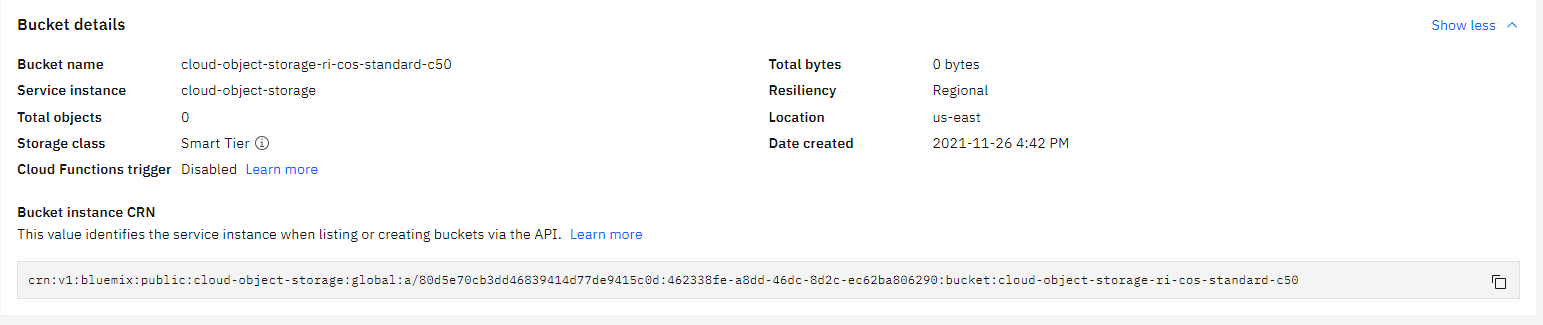 Bucket details
Show less
Bucket name cloud-object-storage-ri-cos-standard-c50
Total bytes 0 bytes
Service instance cloud-object-storage
Resiliency Regional
Total objects 0
Location us-east
Storage class Smart Tier
Date created 2021-11-26 4:42 PM
Cloud Functions trigger Disabled Learn more
Bucket instance CRN
This value identifies the service instance when listing or creating buckets via the API. Learn more
crn:v1:bluemix:public:cloud-object-storage:global:a/80d5e70cb3dd46839414d77de9415c0d:462338fe-a8dd-46dc-8d2c-ec62ba806290:bucket:cloud-object-storage-ri-cos-standard-c50